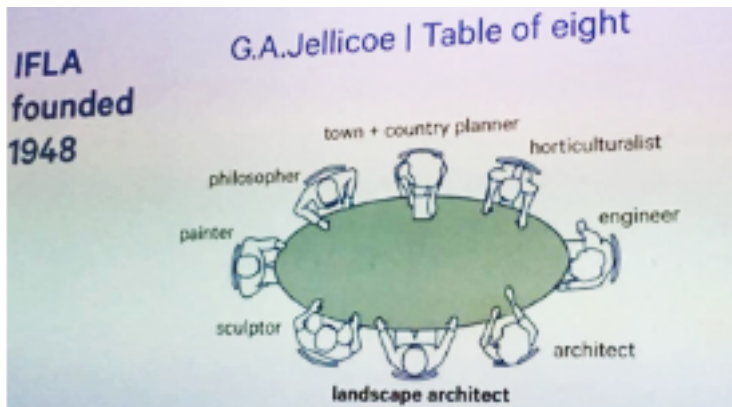 IFLA
founded
1948
G.A.Jellicoe | Table of eight
town + country planner
horticulturalist
philosopher
engineer
painter
sculptor
architect
landscape architect